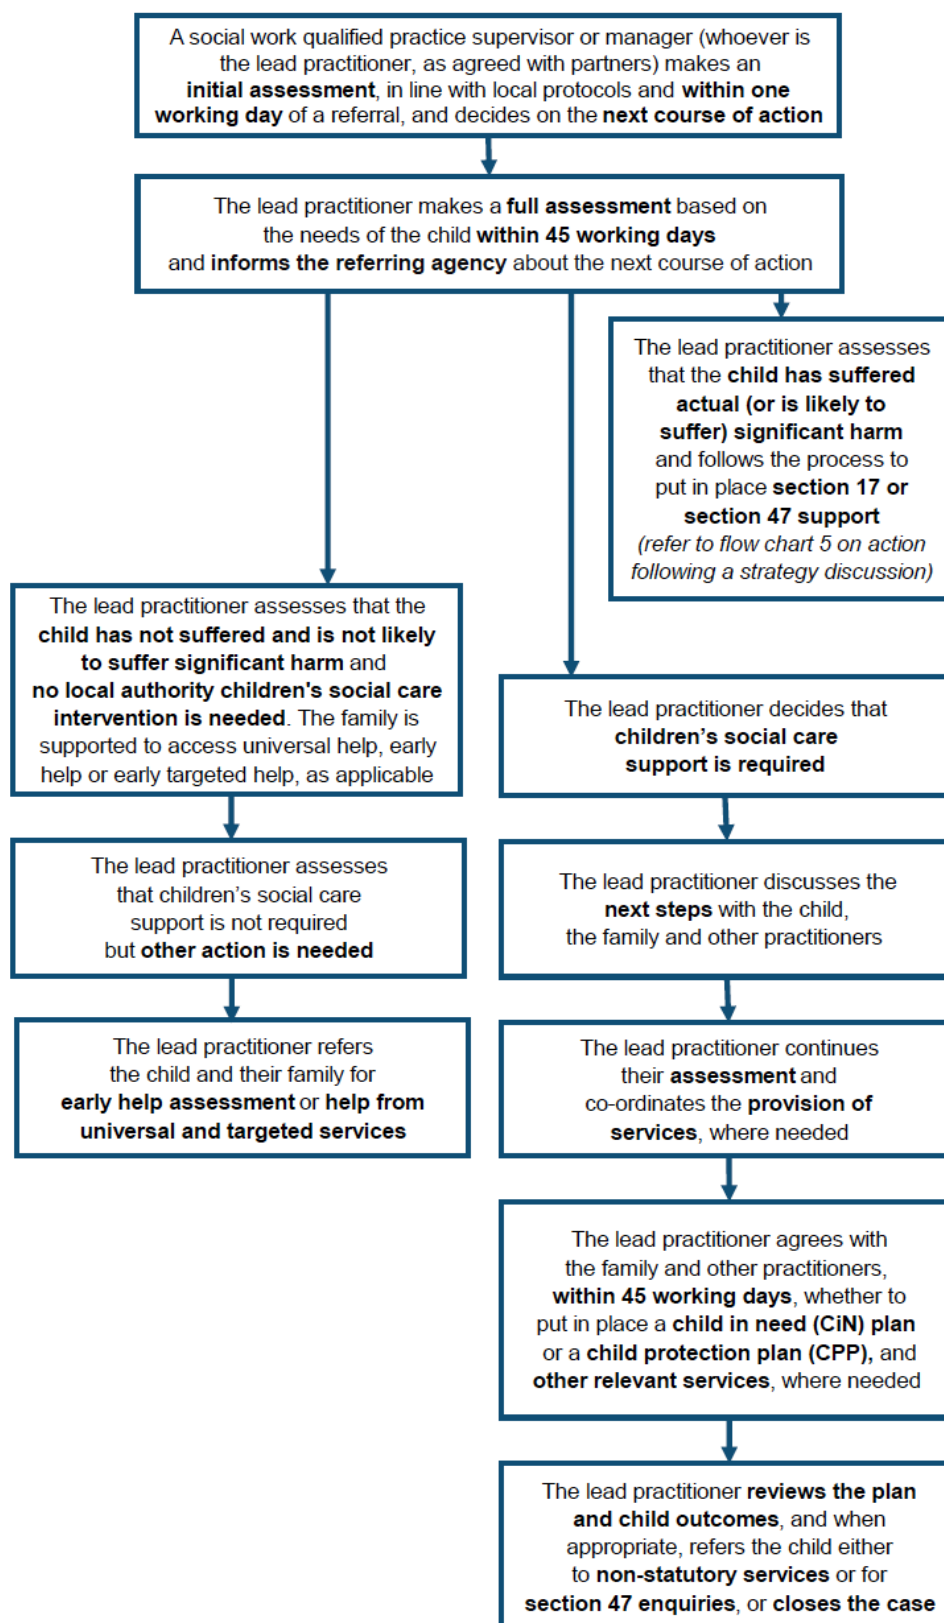 A social work qualified practice supervisor or manager (whoever is
the lead practitioner, as agreed with partners) makes an
initial assessment, in line with local protocols and within one
working day of a referral, and decides on the next course of action
The lead practitioner makes a full assessment based on
the needs of the child within 45 working days
and informs the referring agency about the next course of action
The lead practitioner assesses
that the child has suffered
actual (or is likely to
suffer) significant harm
and follows the process to
put in place section 17 or
section 47 support
(refer to flow chart 5 on action
following a strategy discussion)
The lead practitioner assesses that the
child has not suffered and is not likely
to suffer significant harm and
no local authority children's social care
intervention is needed. The family is
supported to access universal help, early
help or early targeted help, as applicable
The lead practitioner assesses
that children's social care
support is not required
but other action is needed
The lead practitioner refers
the child and their family for
early help assessment or help from
universal and targeted services
The lead practitioner decides that
children's social care
support is required
The lead practitioner discusses the
next steps with the child,
the family and other practitioners
The lead practitioner continues
their assessment and
co-ordinates the provision of
services, where needed
The lead practitioner agrees with
the family and other practitioners,
within 45 working days, whether to
put in place a child in need (CiN) plan
or a child protection plan (CPP), and
other relevant services, where needed
The lead practitioner reviews the plan
and child outcomes, and when
appropriate, refers the child either
to non-statutory services or for
section 47 enquiries, or closes the case